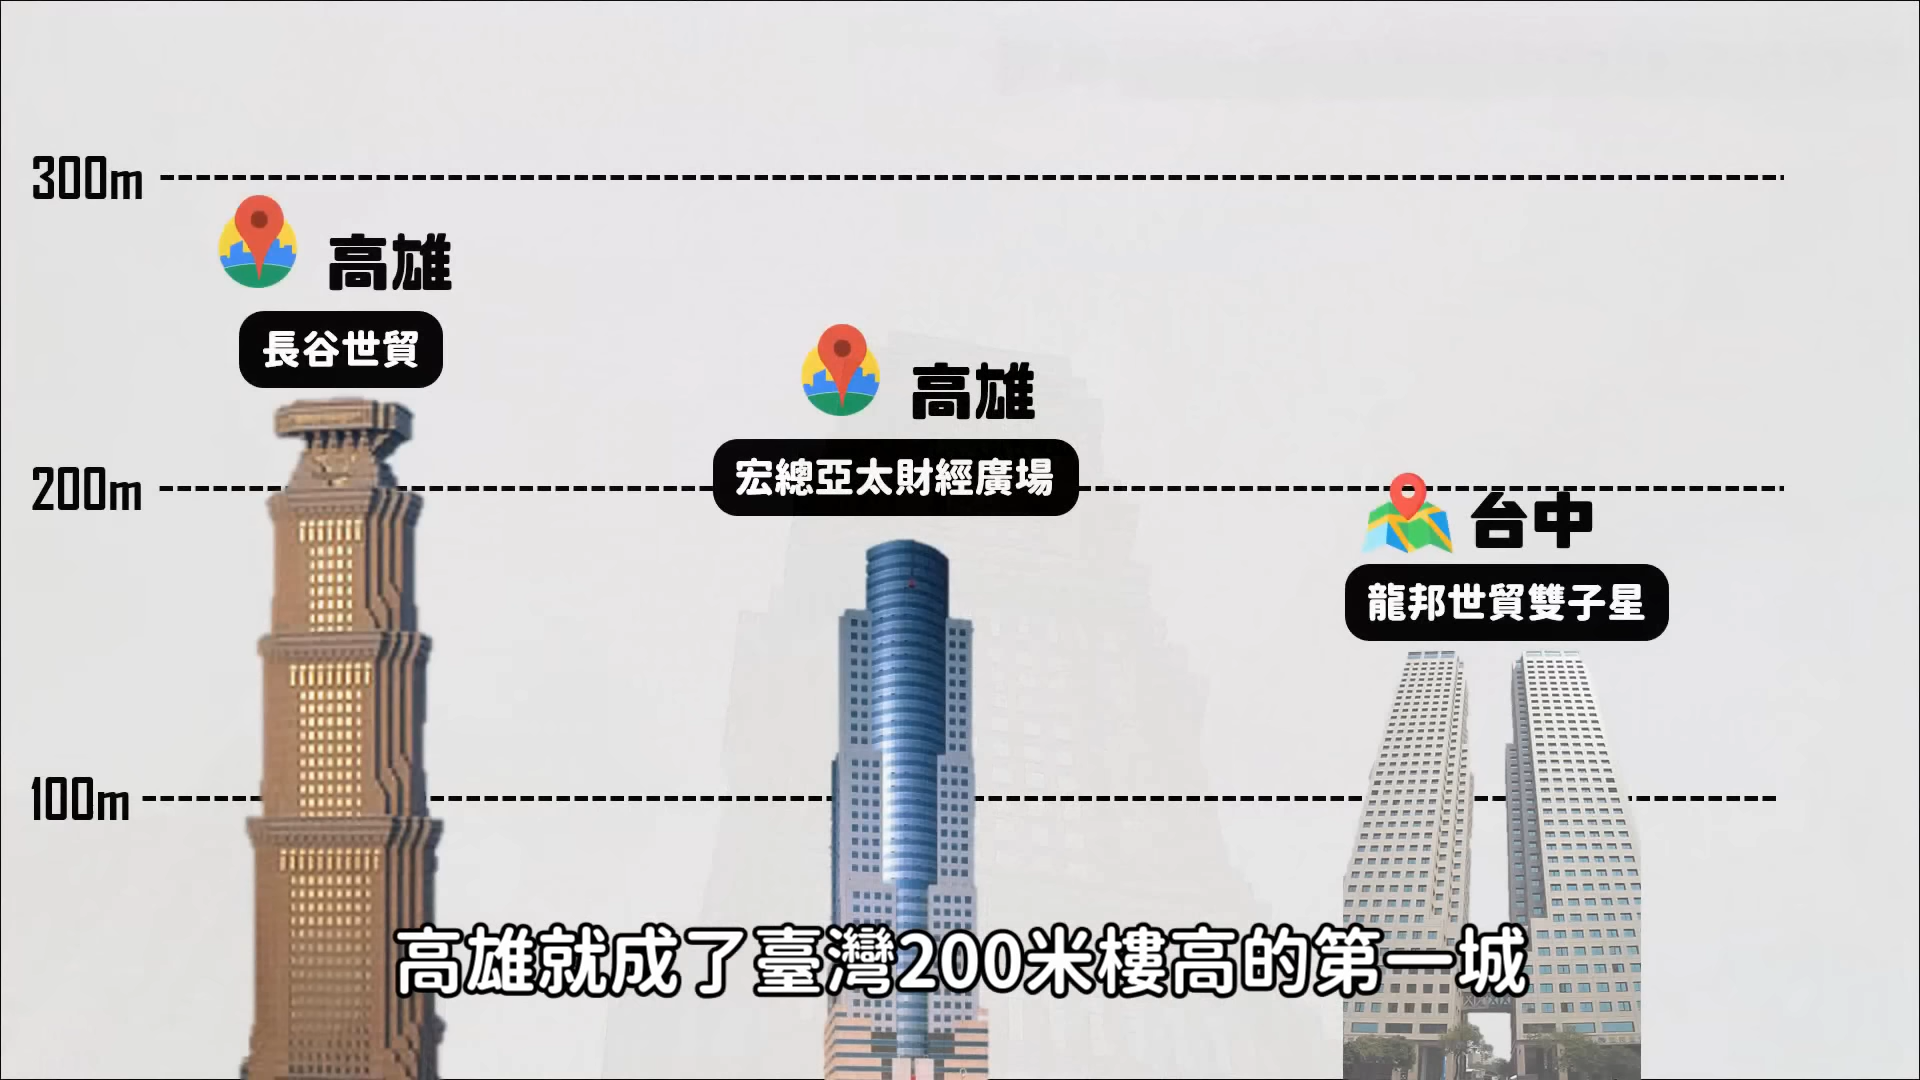 300m
高雄
長谷世貿
高雄
宏總亞太財經廣場
200m
台中
龍邦世貿雙子星
100m
高雄就成了臺灣200米樓高的第一城